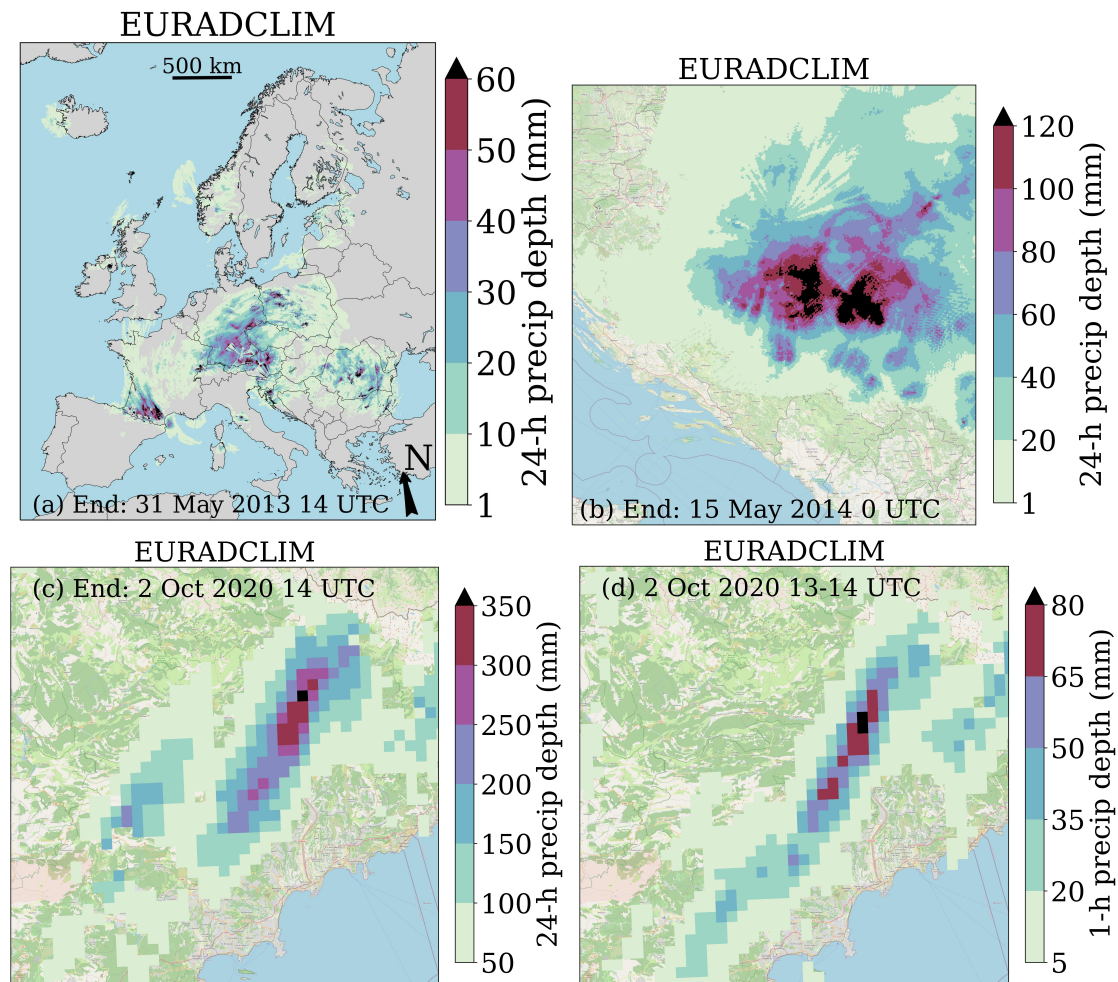 EURADCLIM
500 km
60
50
40
30
20
10
1
24-h precip depth (mm)
N
(a) End: 31 May 2013 14 UTC
EURADCLIM
120
100
80
60
40
20
1
24-h precip depth (mm)
(b) End: 15 May 2014 0 UTC
EURADCLIM
(c) End: 2 Oct 2020 14 UTC
350
300
250
200
150
100
50
24-h precip depth (mm)
EURADCLIM
(d) 2 Oct 2020 13-14 UTC
80
65
50
35
20
5
1-h precip depth (mm)